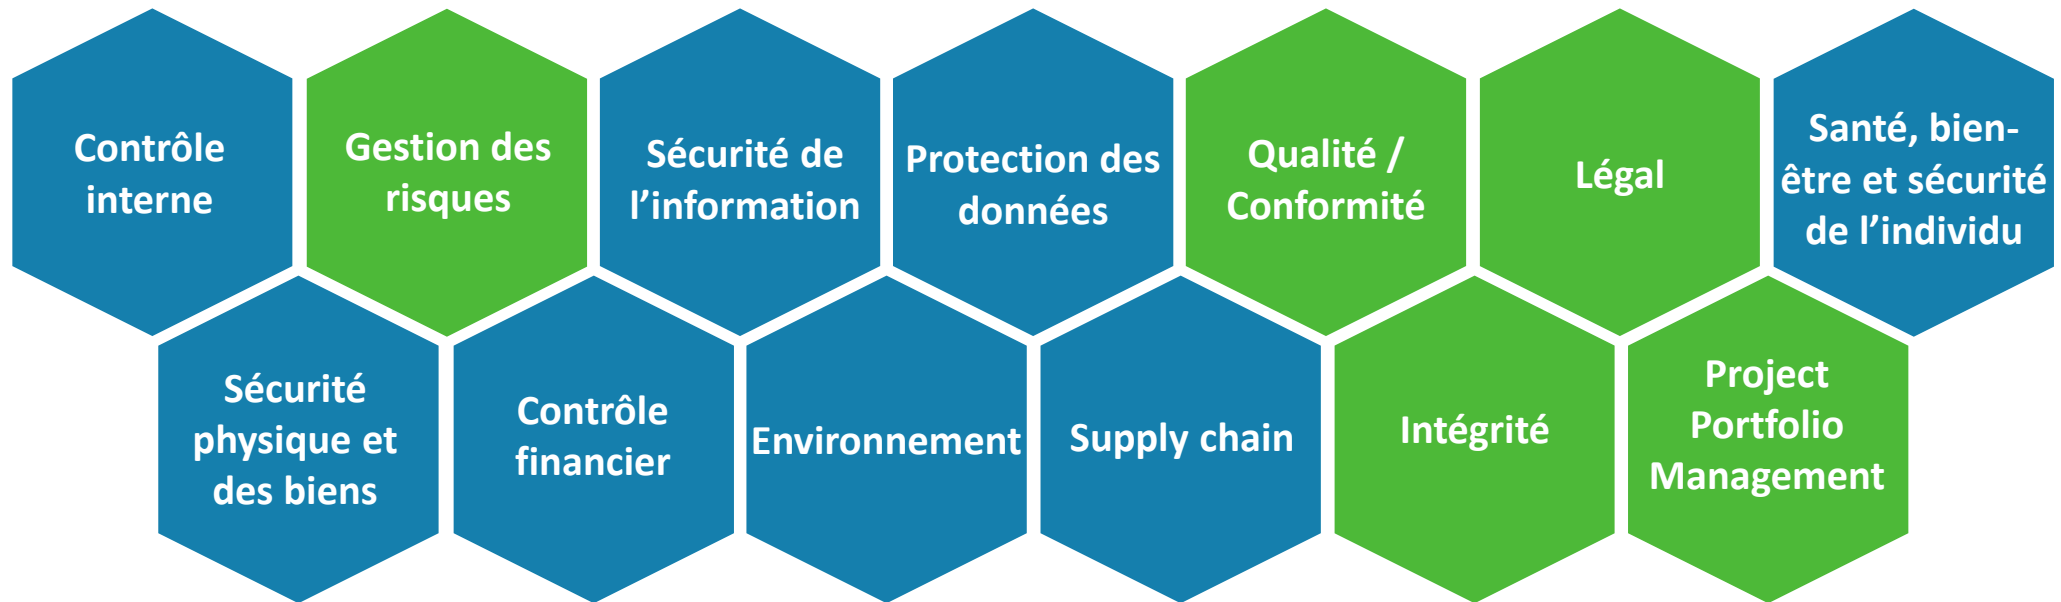 Contrôle
interne
Gestion des
risques
Sécurité de
l’information
Protection des
données
Qualité /
Conformité
Légal
Santé, bien-
être et sécurité
de l’individu
Sécurité
physique et
des biens
Contrôle
financier
Environnement
Supply chain
Intégrité
Project
Portfolio
Management